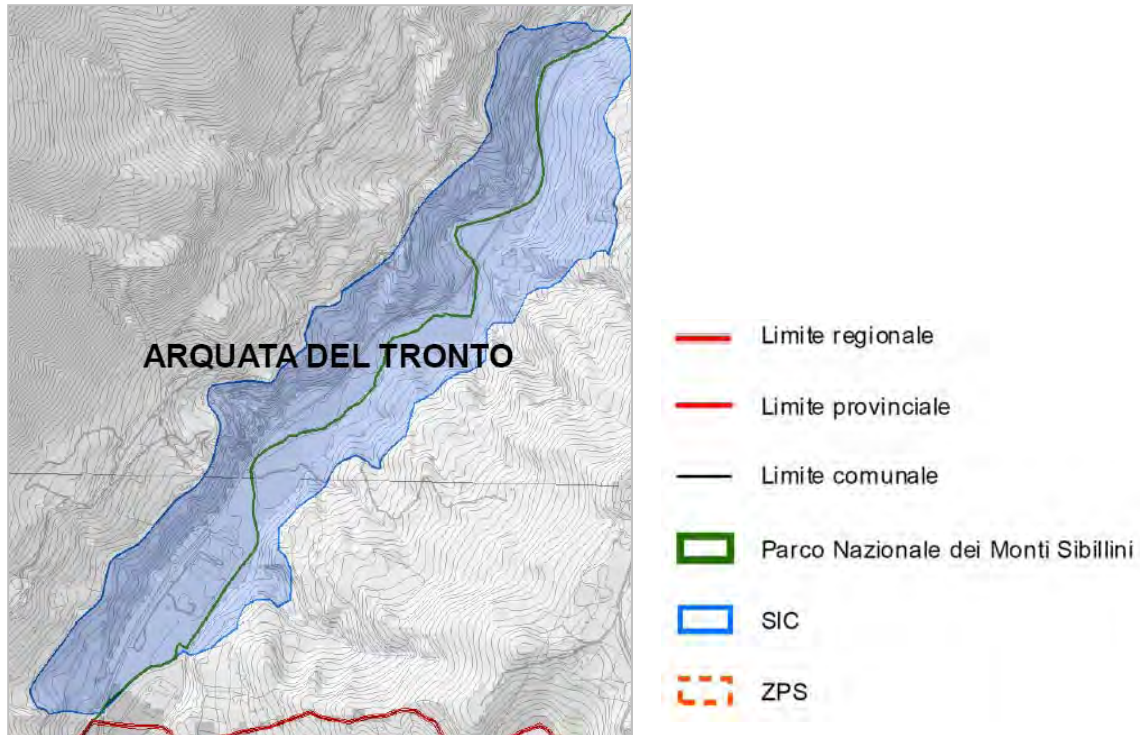 ARQUATA DEL TRONTO
Limite regionale
Limite provinciale
Limite comunale
Parco Nazionale dei Monti Sibillini
SIC
ZPS